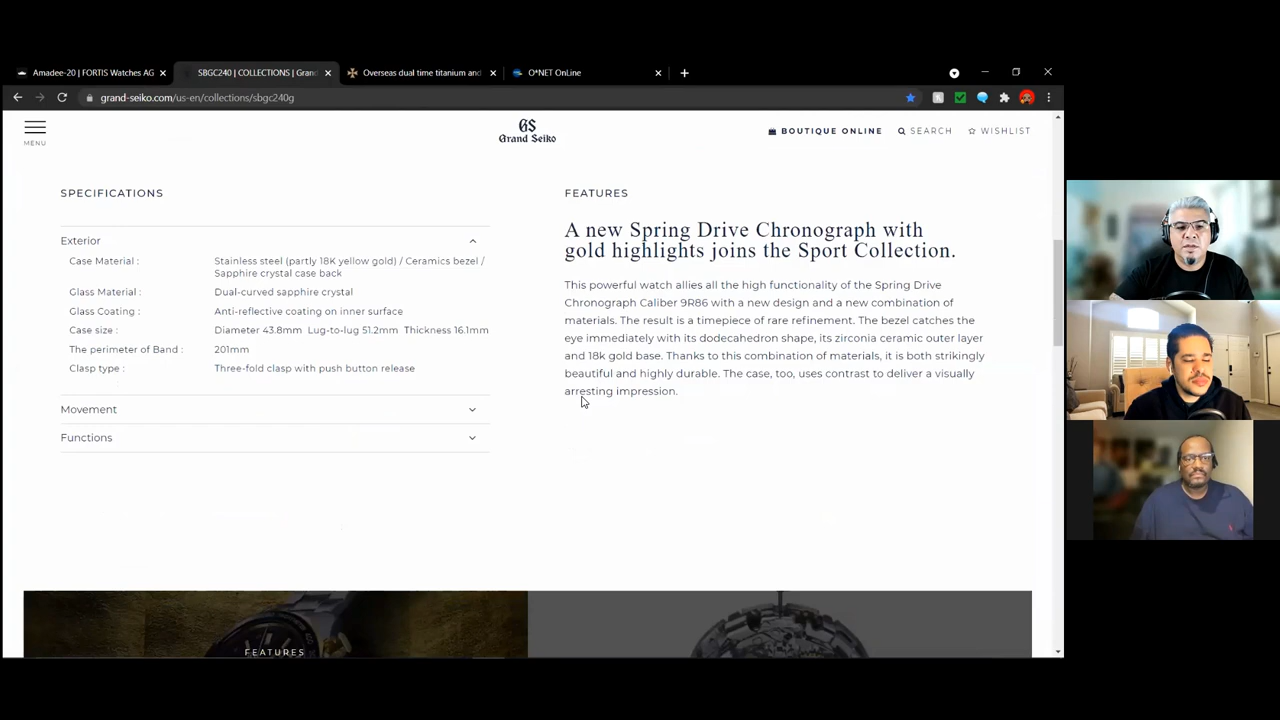 Amadee-20 | FORTIS Watches AG
SBGC240 | COLLECTIONS | Grand
Overseas dual time titanium and
O*NET OnLine
grand-seiko.com/us-en/collections/sbgc240g
MENU
GS
Grand Seiko
BOUTIQUE ONLINE
SEARCH
WISHLIST
SPECIFICATIONS
Exterior
Case Material : Stainless steel (partly 18K yellow gold) / Ceramics bezel /
Sapphire crystal case back
Glass Material : Dual-curved sapphire crystal
Glass Coating : Anti-reflective coating on inner surface
Case size : Diameter 43.8mm Lug-to-lug 51.2mm Thickness 16.1mm
The perimeter of Band : 201mm
Clasp type : Three-fold clasp with push button release
Movement
Functions
FEATURES
A new Spring Drive Chronograph with
gold highlights joins the Sport Collection.
This powerful watch allies all the high functionality of the Spring Drive
Chronograph Caliber 9R86 with a new design and a new combination of
materials. The result is a timepiece of rare refinement. The bezel catches the
eye immediately with its dodecahedron shape, its zirconia ceramic outer layer
and 18k gold base. Thanks to this combination of materials, it is both strikingly
beautiful and highly durable. The case, too, uses contrast to deliver a visually
arresting impression.
FEATURES